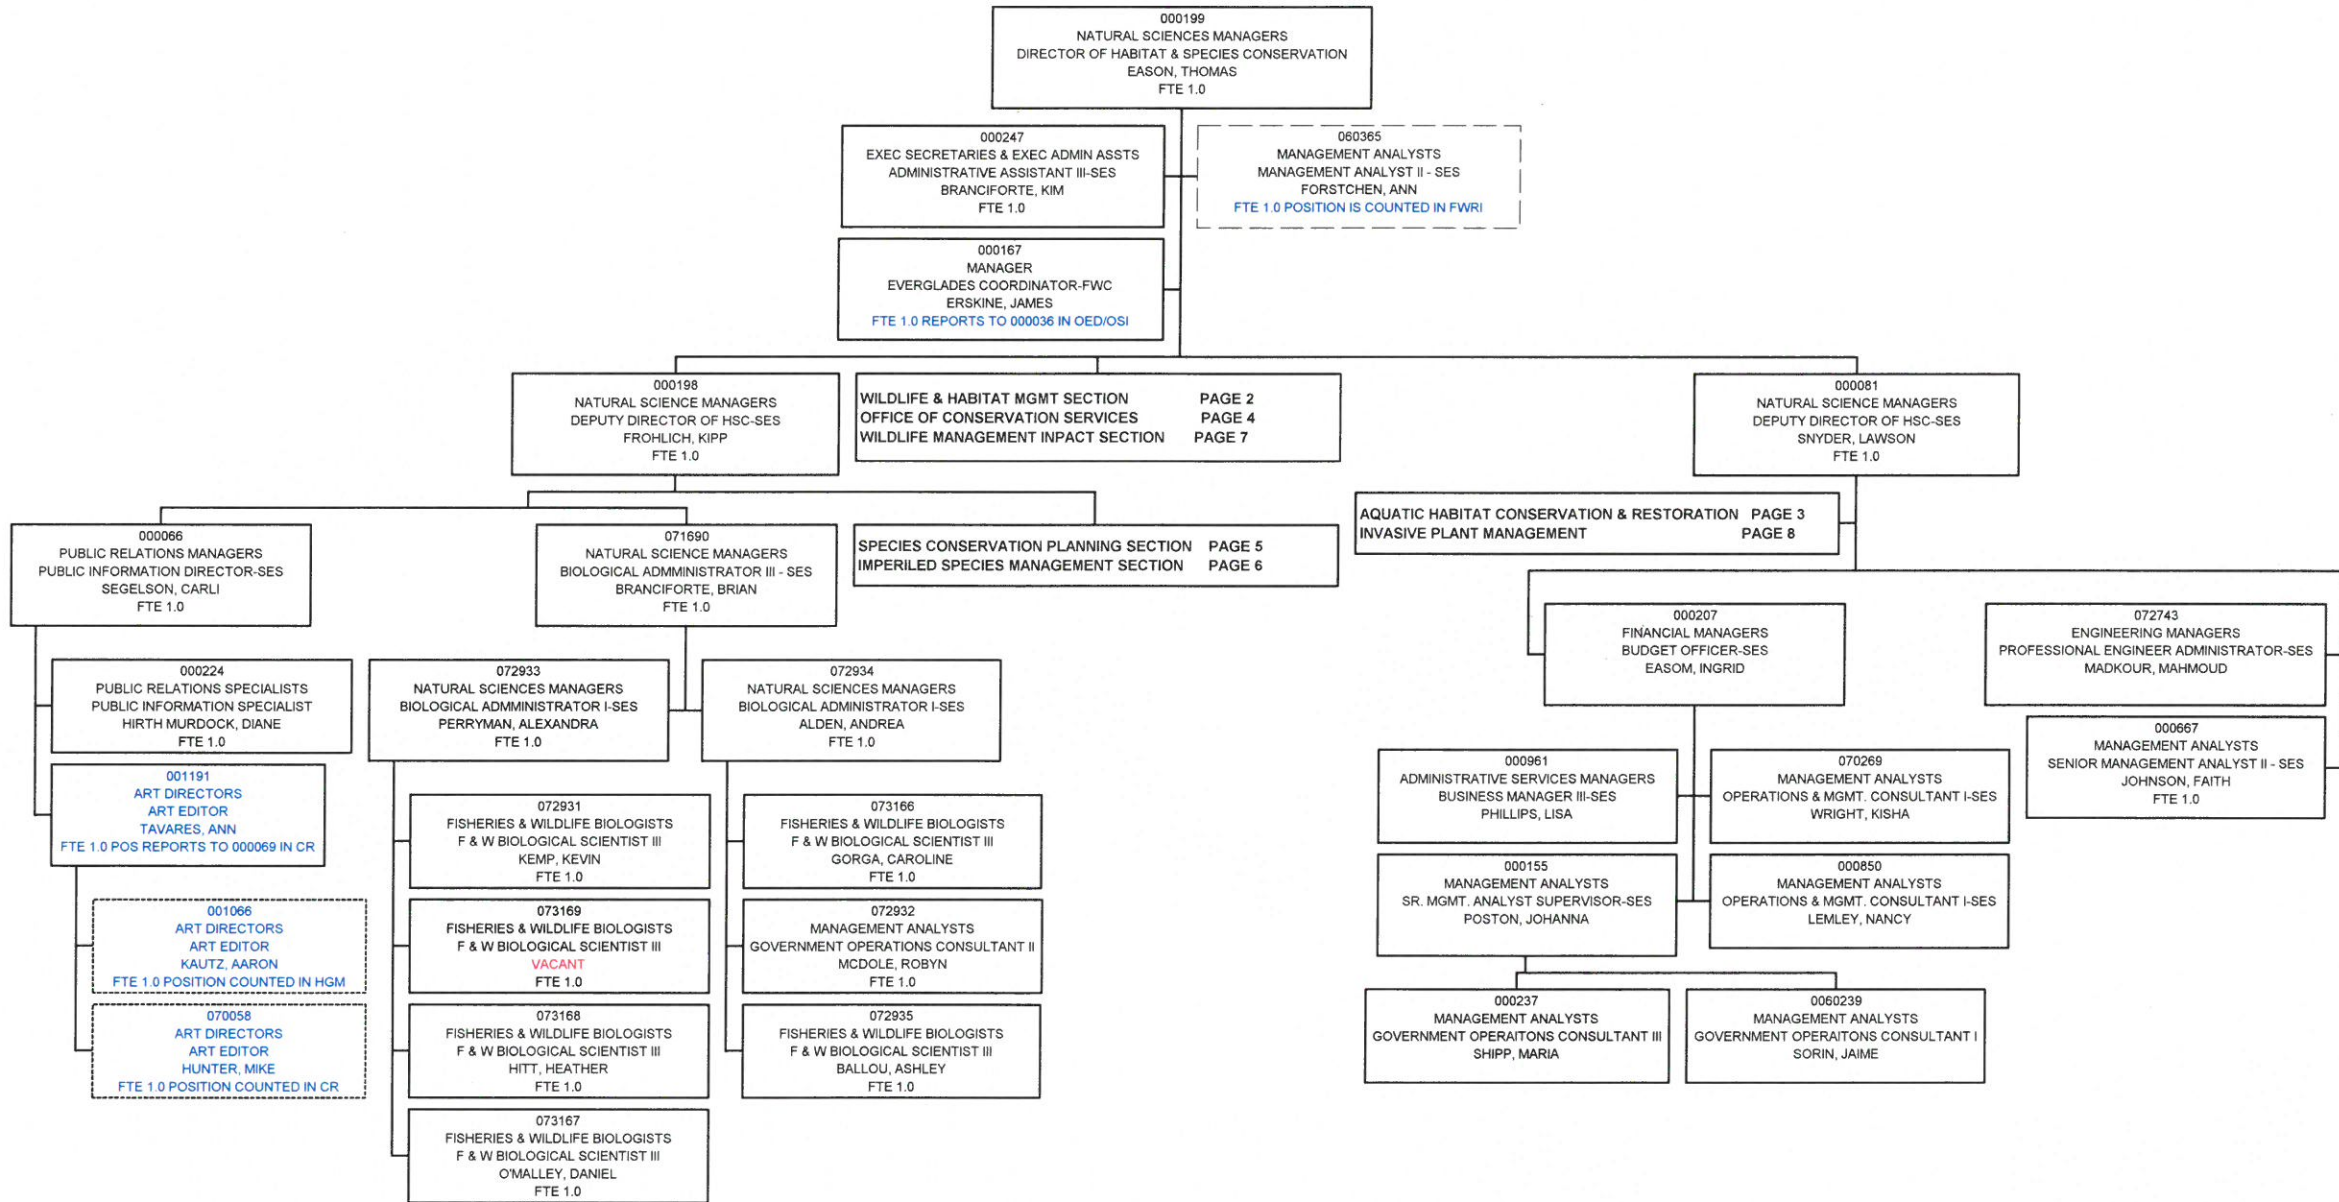 000199
NATURAL SCIENCES MANAGERS
DIRECTOR OF HABITAT & SPECIES CONSERVATION
EASON, THOMAS
FTE 1.0
000247
EXEC SECRETARIES & EXEC ADMIN ASSTS
ADMINISTRATIVE ASSISTANT III-SES
BRANCIFORTE, KIM
FTE 1.0
060365
MANAGEMENT ANALYSTS
MANAGEMENT ANALYST II - SES
FORSTCHEN, ANN
FTE 1.0 POSITION IS COUNTED IN FWRI
000167
MANAGER
EVERGLADES COORDINATOR-FWC
ERSKINE, JAMES
FTE 1.0 REPORTS TO 000036 IN OED/OSI
000198
NATURAL SCIENCE MANAGERS
DEPUTY DIRECTOR OF HSC-SES
FROHLICH, KIPP
FTE 1.0
WILDLIFE & HABITAT MGMT SECTION PAGE 2
OFFICE OF CONSERVATION SERVICES PAGE 4
WILDLIFE MANAGEMENT INPACT SECTION PAGE 7
000081
NATURAL SCIENCE MANAGERS
DEPUTY DIRECTOR OF HSC-SES
SNYDER, LAWSON
FTE 1.0
000066
PUBLIC RELATIONS MANAGERS
PUBLIC INFORMATION DIRECTOR-SES
SEGELSON, CARLI
FTE 1.0
071690
NATURAL SCIENCE MANAGERS
BIOLOGICAL ADMMINISTRATOR III - SES
BRANCIFORTE, BRIAN
FTE 1.0
SPECIES CONSERVATION PLANNING SECTION PAGE 5
IMPERILED SPECIES MANAGEMENT SECTION PAGE 6
AQUATIC HABITAT CONSERVATION & RESTORATION PAGE 3
INVASIVE PLANT MANAGEMENT PAGE 8
000224
PUBLIC RELATIONS SPECIALISTS
PUBLIC INFORMATION SPECIALIST
HIRTH MURDOCK, DIANE
FTE 1.0
001191
ART DIRECTORS
ART EDITOR
TAVARES, ANN
FTE 1.0 POS REPORTS TO 000069 IN CR
001066
ART DIRECTORS
ART EDITOR
KAUTZ, AARON
FTE 1.0 POSITION COUNTED IN HGM
070058
ART DIRECTORS
ART EDITOR
HUNTER, MIKE
FTE 1.0 POSITION COUNTED IN CR
072933
NATURAL SCIENCES MANAGERS
BIOLOGICAL ADMMINISTRATOR I-SES
PERRYMAN, ALEXANDRA
FTE 1.0
072934
NATURAL SCIENCES MANAGERS
BIOLOGICAL ADMMINISTRATOR I-SES
ALDEN, ANDREA
FTE 1.0
072931
FISHERIES & WILDLIFE BIOLOGISTS
F & W BIOLOGICAL SCIENTIST III
KEMP, KEVIN
FTE 1.0
073169
FISHERIES & WILDLIFE BIOLOGISTS
F & W BIOLOGICAL SCIENTIST III
VACANT
FTE 1.0
073168
FISHERIES & WILDLIFE BIOLOGISTS
F & W BIOLOGICAL SCIENTIST III
HITT, HEATHER
FTE 1.0
073167
FISHERIES & WILDLIFE BIOLOGISTS
F & W BIOLOGICAL SCIENTIST III
O'MALLEY, DANIEL
FTE 1.0
073166
FISHERIES & WILDLIFE BIOLOGISTS
F & W BIOLOGICAL SCIENTIST III
GORGA, CAROLINE
FTE 1.0
072932
MANAGEMENT ANALYSTS
GOVERNMENT OPERATIONS CONSULTANT II
MCDOLE, ROBYN
FTE 1.0
072935
FISHERIES & WILDLIFE BIOLOGISTS
F & W BIOLOGICAL SCIENTIST III
BALLOU, ASHLEY
FTE 1.0
000207
FINANCIAL MANAGERS
BUDGET OFFICER-SES
EASOM, INGRID
072743
ENGINEERING MANAGERS
PROFESSIONAL ENGINEER ADMINISTRATOR-SES
MADKOUR, MAHMOUD
000667
MANAGEMENT ANALYSTS
SENIOR MANAGEMENT ANALYST II - SES
JOHNSON, FAITH
FTE 1.0
000961
ADMINISTRATIVE SERVICES MANAGERS
BUSINESS MANAGER III-SES
PHILLIPS, LISA
070269
MANAGEMENT ANALYSTS
OPERATIONS & MGMT. CONSULTANT I-SES
WRIGHT, KISHA
000155
MANAGEMENT ANALYSTS
SR. MGMT. ANALYST SUPERVISOR-SES
POSTON, JOHANNA
000850
MANAGEMENT ANALYSTS
OPERATIONS & MGMT. CONSULTANT I-SES
LEMLEY, NANCY
000237
MANAGEMENT ANALYSTS
GOVERNMENT OPERAITONS CONSULTANT III
SHIPP, MARIA
0060239
MANAGEMENT ANALYSTS
GOVERNMENT OPERAITONS CONSULTANT I
SORIN, JAIME